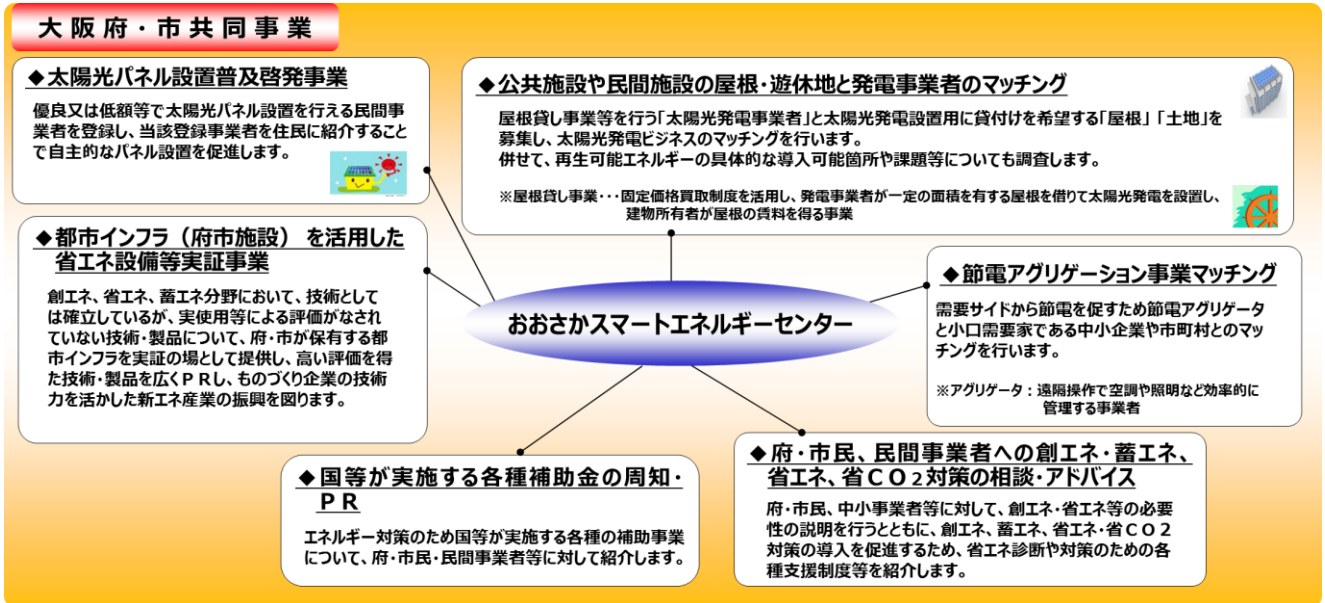 大阪府・市共同事業
◆太陽光パネル設置普及啓発事業
優良又は低額等で太陽光パネル設置を行える民間事
業者を登録し、当該登録事業者を住民に紹介すること
で自主的なパネル設置を促進します。
◆公共施設や民間施設の屋根・遊休地と発電事業者のマッチング
屋根貸し事業等を行う「太陽光発電事業者」と太陽光発電設置用に貸付けを希望する「屋根」「土地」を
募集し、太陽光発電ビジネスのマッチングを行います。
併せて、再生可能エネルギーの具体的な導入可能箇所や課題等についても調査します。
※屋根貸し事業・・・固定価格買取制度を活用し、発電事業者が一定の面積を有する屋根を借りて太陽光発電を設置し、
建物所有者が屋根の賃料を得る事業
◆都市インフラ（府市施設）を活用した
省エネ設備等実証事業
創エネ、省エネ、蓄エネ分野において、技術として
は確立しているが、実使用等による評価がなされ
ていない技術・製品について、府・市が保有する都
市インフラを実証の場として提供し、高い評価を得
た技術・製品を広くＰＲし、ものづくり企業の技術
力を活かした新エネ産業の振興を図ります。
おおさかスマートエネルギーセンター
◆節電アグリゲーション事業マッチング
需要サイドから節電を促すため節電アグリゲータ
と小口需要家である中小企業や市町村とのマッ
チングを行います。
※アグリゲータ：遠隔操作で空調や照明など効率的に
管理する事業者
◆国等が実施する各種補助金の周知・
ＰＲ
エネルギー対策のため国等が実施する各種の補助事業
について、府・市民・民間事業者等に対して紹介します。
◆府・市民、民間事業者への創エネ・蓄エネ、
省エネ、省ＣＯ２対策の相談・アドバイス
府・市民、中小事業者等に対して、創エネ・省エネ等の必要
性の説明を行うとともに、創エネ、蓄エネ、省エネ・省ＣＯ２
対策の導入を促進するため、省エネ診断や対策のための各
種支援制度等を紹介します。